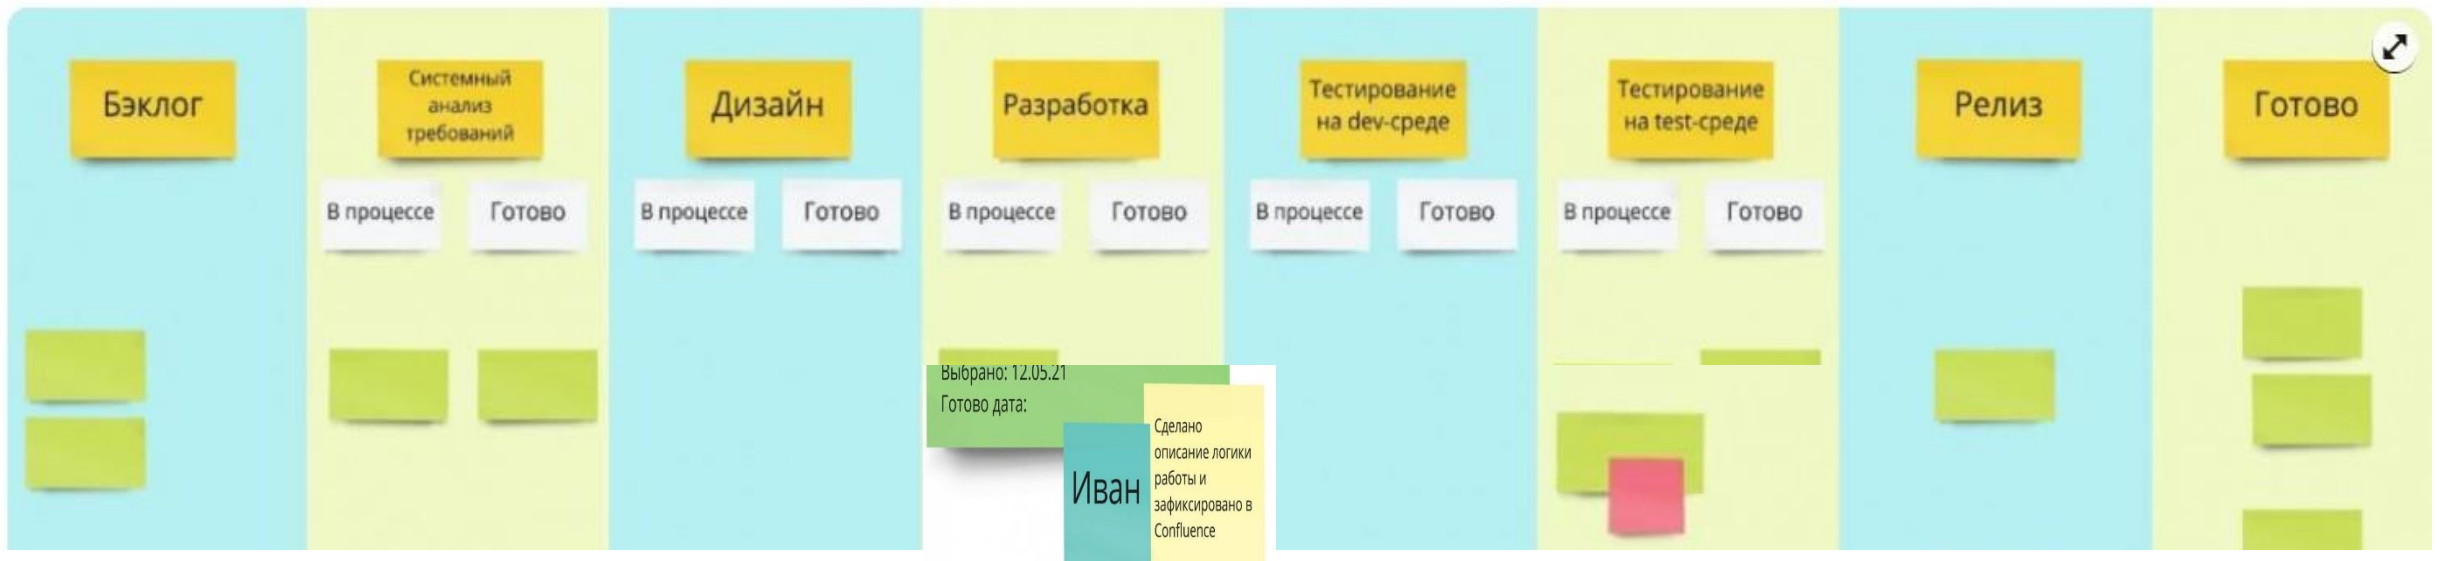 Бэклог
Системный
анализ
требований
Дизайн
Разработка
Тестирование
на dev-среде
Тестирование
на test-среде
Релиз
Готово
В процессе
Готово
В процессе
Готово
В процессе
Готово
В процессе
Готово
В процессе
Готово
Выбрано: 12.05.21
Готово дата:
Иван
Сделано
описание логики
работы и
зафиксировано в
Confluence